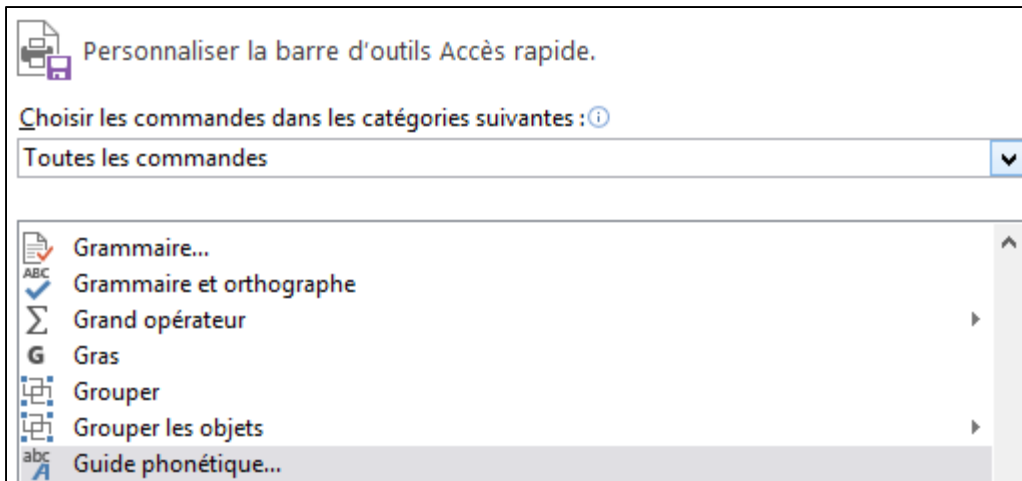 Personnaliser la barre d'outils Accès rapide.
Choisir les commandes dans les catégories suivantes :
Toutes les commandes
Grammaire...
ABC
Grammaire et orthographe
Grand opérateur
G Gras
Grouper
Grouper les objets
abc A Guide phonétique...